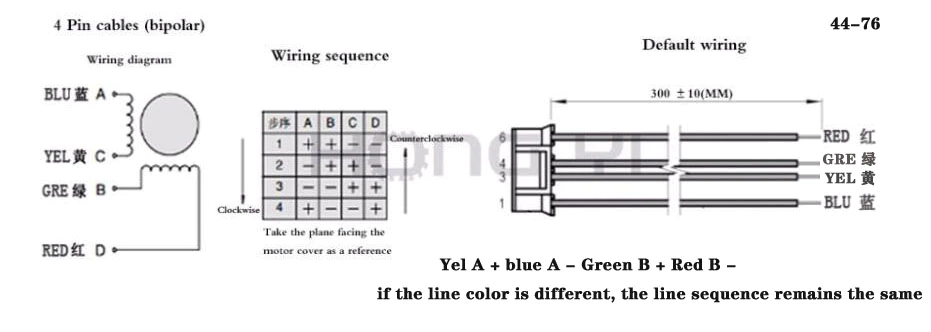 4 Pin cables (bipolar)
44-76
Wiring diagram
Wiring sequence
Default wiring
BLU 蓝 A
YEL 黄 C
GRE 绿 B
RED 红 D
步序 A B C D
1 + + - -
2 - + + -
3 - - + +
4 + - - +
Clockwise
Counterclockwise
Take the plane facing the
motor cover as a reference
300 ±10(MM)
6 RED 红
4 GRE 绿
3 YEL 黄
1 BLU 蓝
HONG YI
Yel A + blue A - Green B + Red B -
if the line color is different, the line sequence remains the same